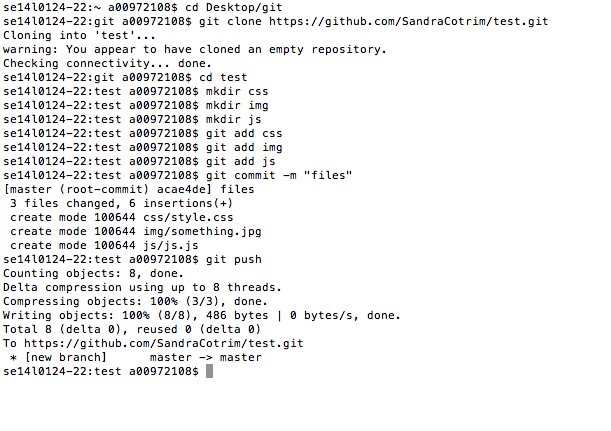 se14l0124-22:~ a00972108$ cd Desktop/git
se14l0124-22:git a00972108$ git clone https://github.com/SandraCotrim/test.git
Cloning into 'test'...
warning: You appear to have cloned an empty repository.
Checking connectivity... done.
se14l0124-22:git a00972108$ cd test
se14l0124-22:test a00972108$ mkdir css
se14l0124-22:test a00972108$ mkdir img
se14l0124-22:test a00972108$ mkdir js
se14l0124-22:test a00972108$ git add css
se14l0124-22:test a00972108$ git add img
se14l0124-22:test a00972108$ git add js
se14l0124-22:test a00972108$ git commit -m "files"
[master (root-commit) acae4de] files
 3 files changed, 6 insertions(+)
 create mode 100644 css/style.css
 create mode 100644 img/something.jpg
 create mode 100644 js/js.js
se14l0124-22:test a00972108$ git push
Counting objects: 8, done.
Delta compression using up to 8 threads.
Compressing objects: 100% (3/3), done.
Writing objects: 100% (8/8), 486 bytes | 0 bytes/s, done.
Total 8 (delta 0), reused 0 (delta 0)
To https://github.com/SandraCotrim/test.git
 * [new branch]      master -> master
se14l0124-22:test a00972108$